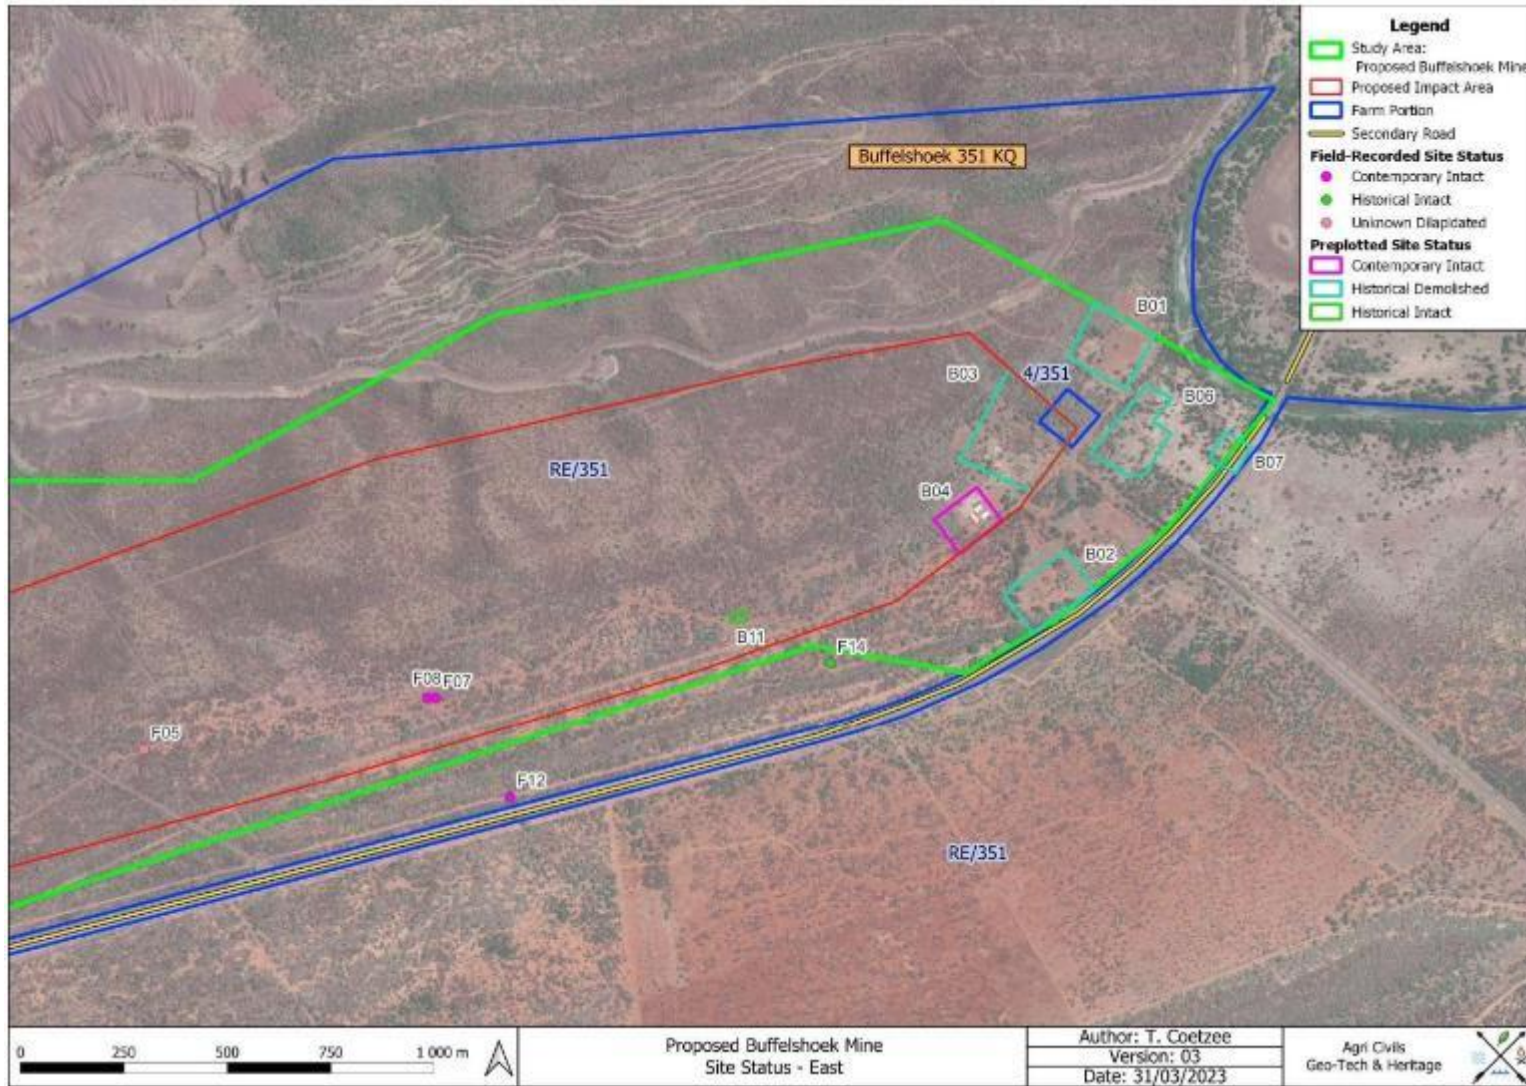 Legend
Study Area:
Proposed Buffelshoek Mine
Proposed Impact Area
Farm Portion
Secondary Road
Field-Recorded Site Status
Contemporary Intact
Historical Intact
Unknown Dilapidated
Preplotted Site Status
Contemporary Intact
Historical Demolished
Historical Intact
Buffelshoek 351 KQ
B01
B03
4/351
B06
B07
RE/351
B04
B02
B11
F14
F08
F07
F05
F12
RE/351
0 250 500 750 1 000 m
Proposed Buffelshoek Mine
Site Status - East
Author: T. Coetzee
Version: 03
Date: 31/03/2023
Agri Civils
Geo-Tech & Heritage